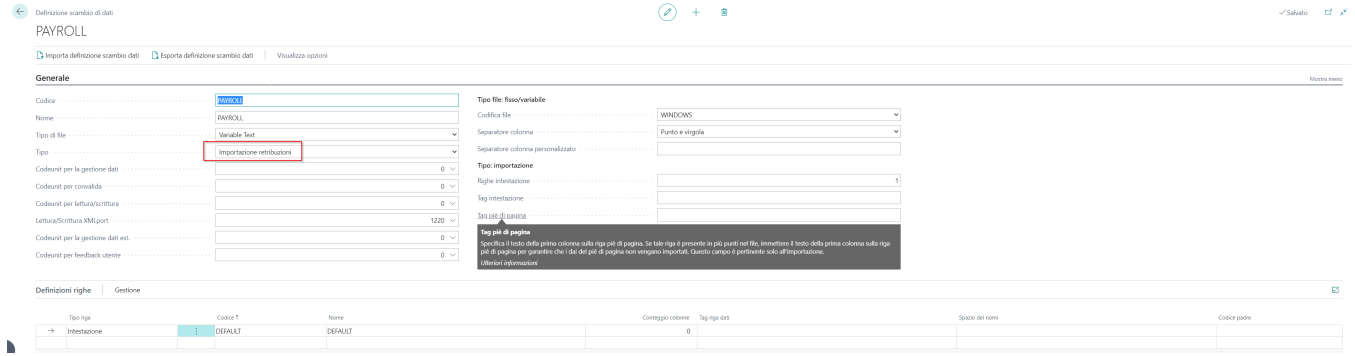 Definizione scambio di dati
Salvato
PAYROLL
Importa definizione scambio dati Esporta definizione scambio dati Visualizza opzioni
Generale
Mostra meno
Codice PAYROLL
Nome PAYROLL
Tipo di file Variable Text
Tipo Importazione retribuzioni
Codeunit per la gestione dati 0
Codeunit per convalida 0
Codeunit per lettura/scrittura 0
Lettura/Scrittura XMLport 1220
Codeunit per la gestione dati est. 0
Codeunit per feedback utente 0
Tipo file: fisso/variabile
Codifica file WINDOWS
Separatore colonna Punto e virgola
Separatore colonna personalizzato
Tipo: importazione
Righe intestazione 1
Tag intestazione
Tag piè di pagina
Tag piè di pagina
Specifica il testo della prima colonna sulla riga piè di pagina. Se tale riga è presente in più punti nel file, immettere il testo della prima colonna sulla riga
piè di pagina per garantire che i dai del piè di pagina non vengano importati. Questo campo è pertinente solo all'importazione.
Ulteriori informazioni
Definizioni righe Gestione
Tipo riga Codice ↑ Nome Conteggio colonne Tag riga dati Spazio dei nomi Codice padre
Intestazione DEFAULT DEFAULT 0